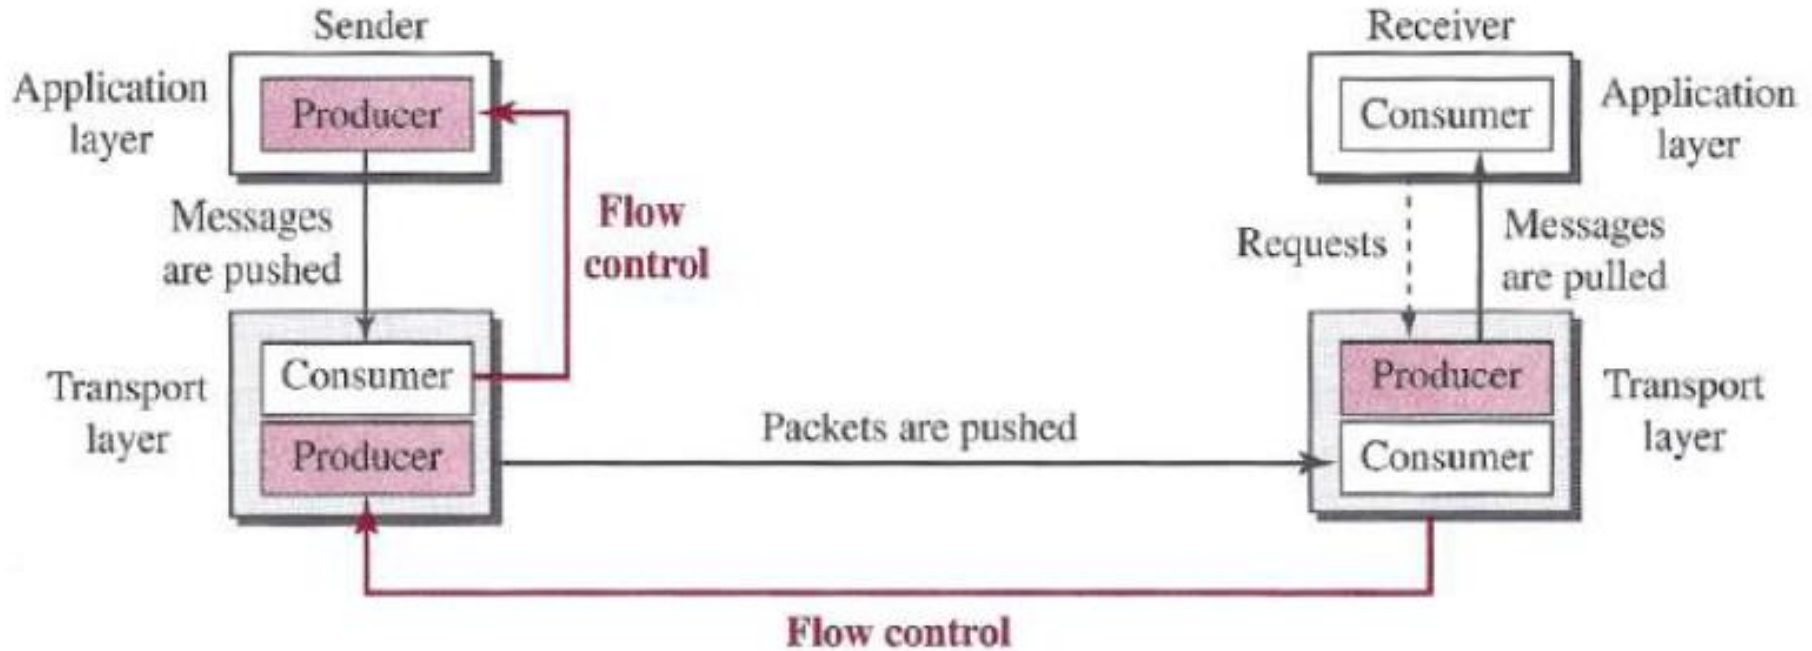 Sender
Receiver
Application
layer
Producer
Consumer
Application
layer
Messages
are pushed
Flow
control
Requests
Messages
are pulled
Transport
layer
Consumer
Producer
Packets are pushed
Producer
Consumer
Transport
layer
Flow control